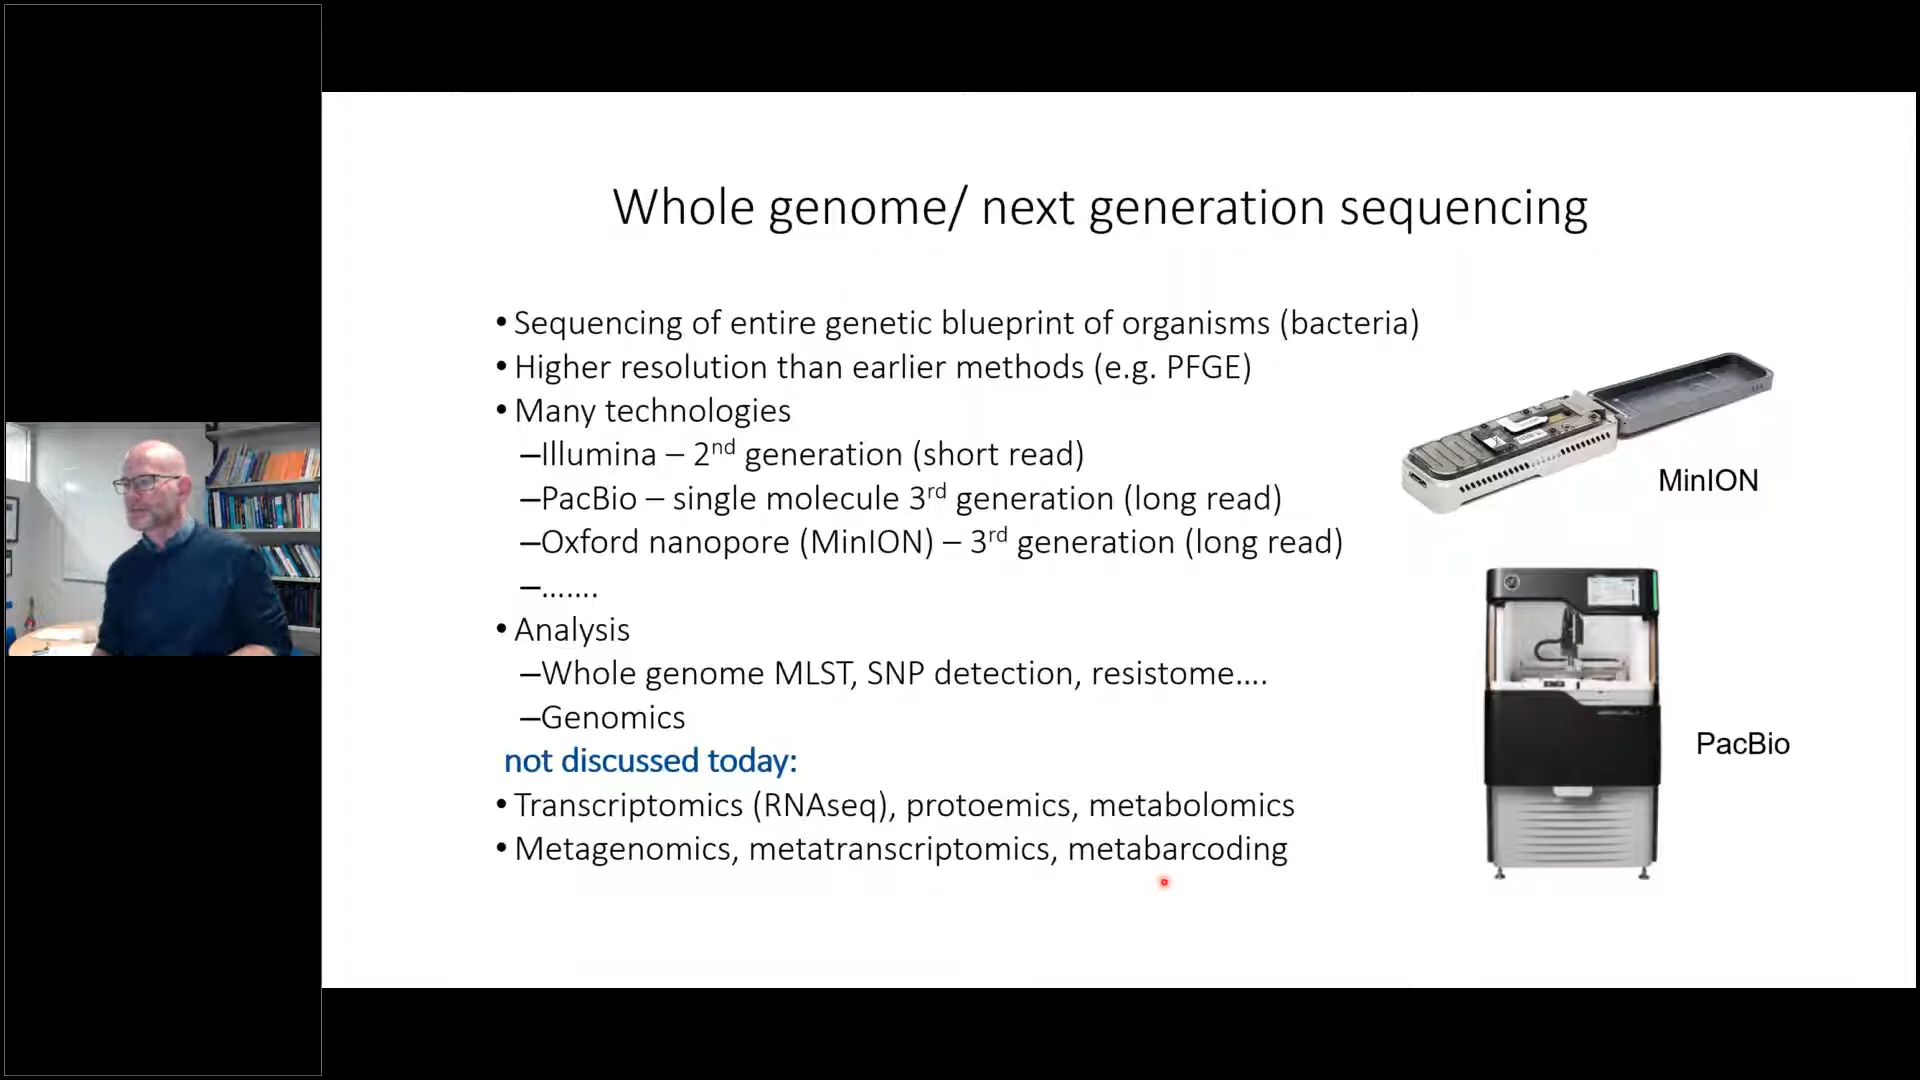 Whole genome/ next generation sequencing
• Sequencing of entire genetic blueprint of organisms (bacteria)
• Higher resolution than earlier methods (e.g. PFGE)
• Many technologies
–Illumina – 2nd generation (short read)
–PacBio – single molecule 3rd generation (long read)
–Oxford nanopore (MinION) – 3rd generation (long read)
–.......
• Analysis
–Whole genome MLST, SNP detection, resistome....
–Genomics
not discussed today:
• Transcriptomics (RNAseq), protoemics, metabolomics
• Metagenomics, metatranscriptomics, metabarcoding
MinION
PacBio